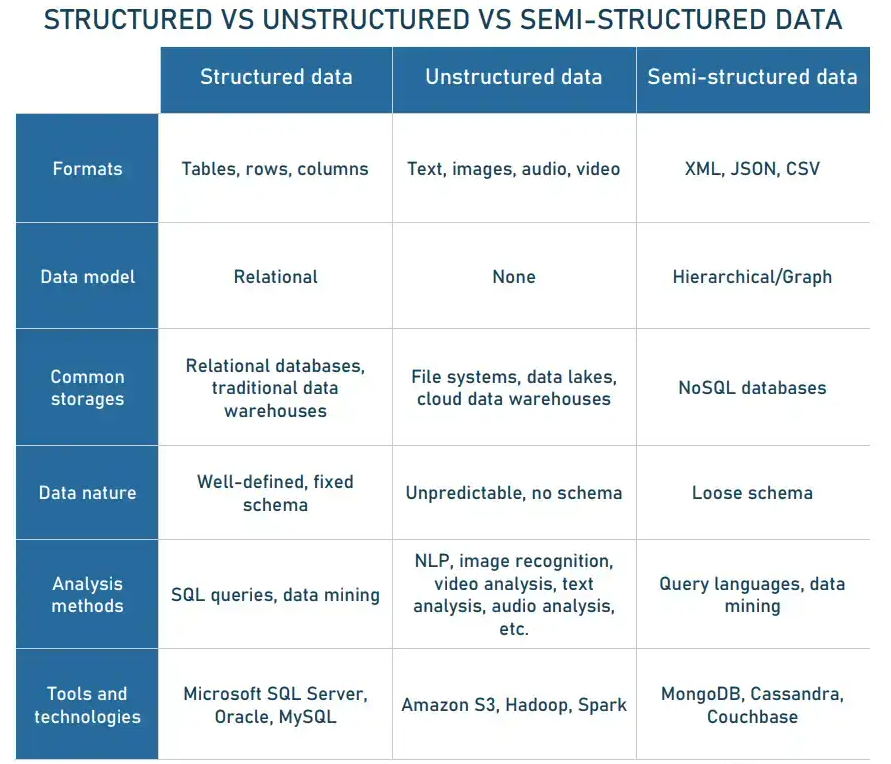 STRUCTURED VS UNSTRUCTURED VS SEMI-STRUCTURED DATA
Structured data
Unstructured data
Semi-structured data
Formats
Tables, rows, columns
Text, images, audio, video
XML, JSON, CSV
Data model
Relational
None
Hierarchical/Graph
Common
storages
Relational databases,
traditional data
warehouses
File systems, data lakes,
cloud data warehouses
NoSQL databases
Data nature
Well-defined, fixed
schema
Unpredictable, no schema
Loose schema
Analysis
methods
SQL queries, data mining
NLP, image recognition,
video analysis, text
analysis, audio analysis,
etc.
Query languages, data
mining
Tools and
technologies
Microsoft SQL Server,
Oracle, MySQL
Amazon S3, Hadoop, Spark
MongoDB, Cassandra,
Couchbase